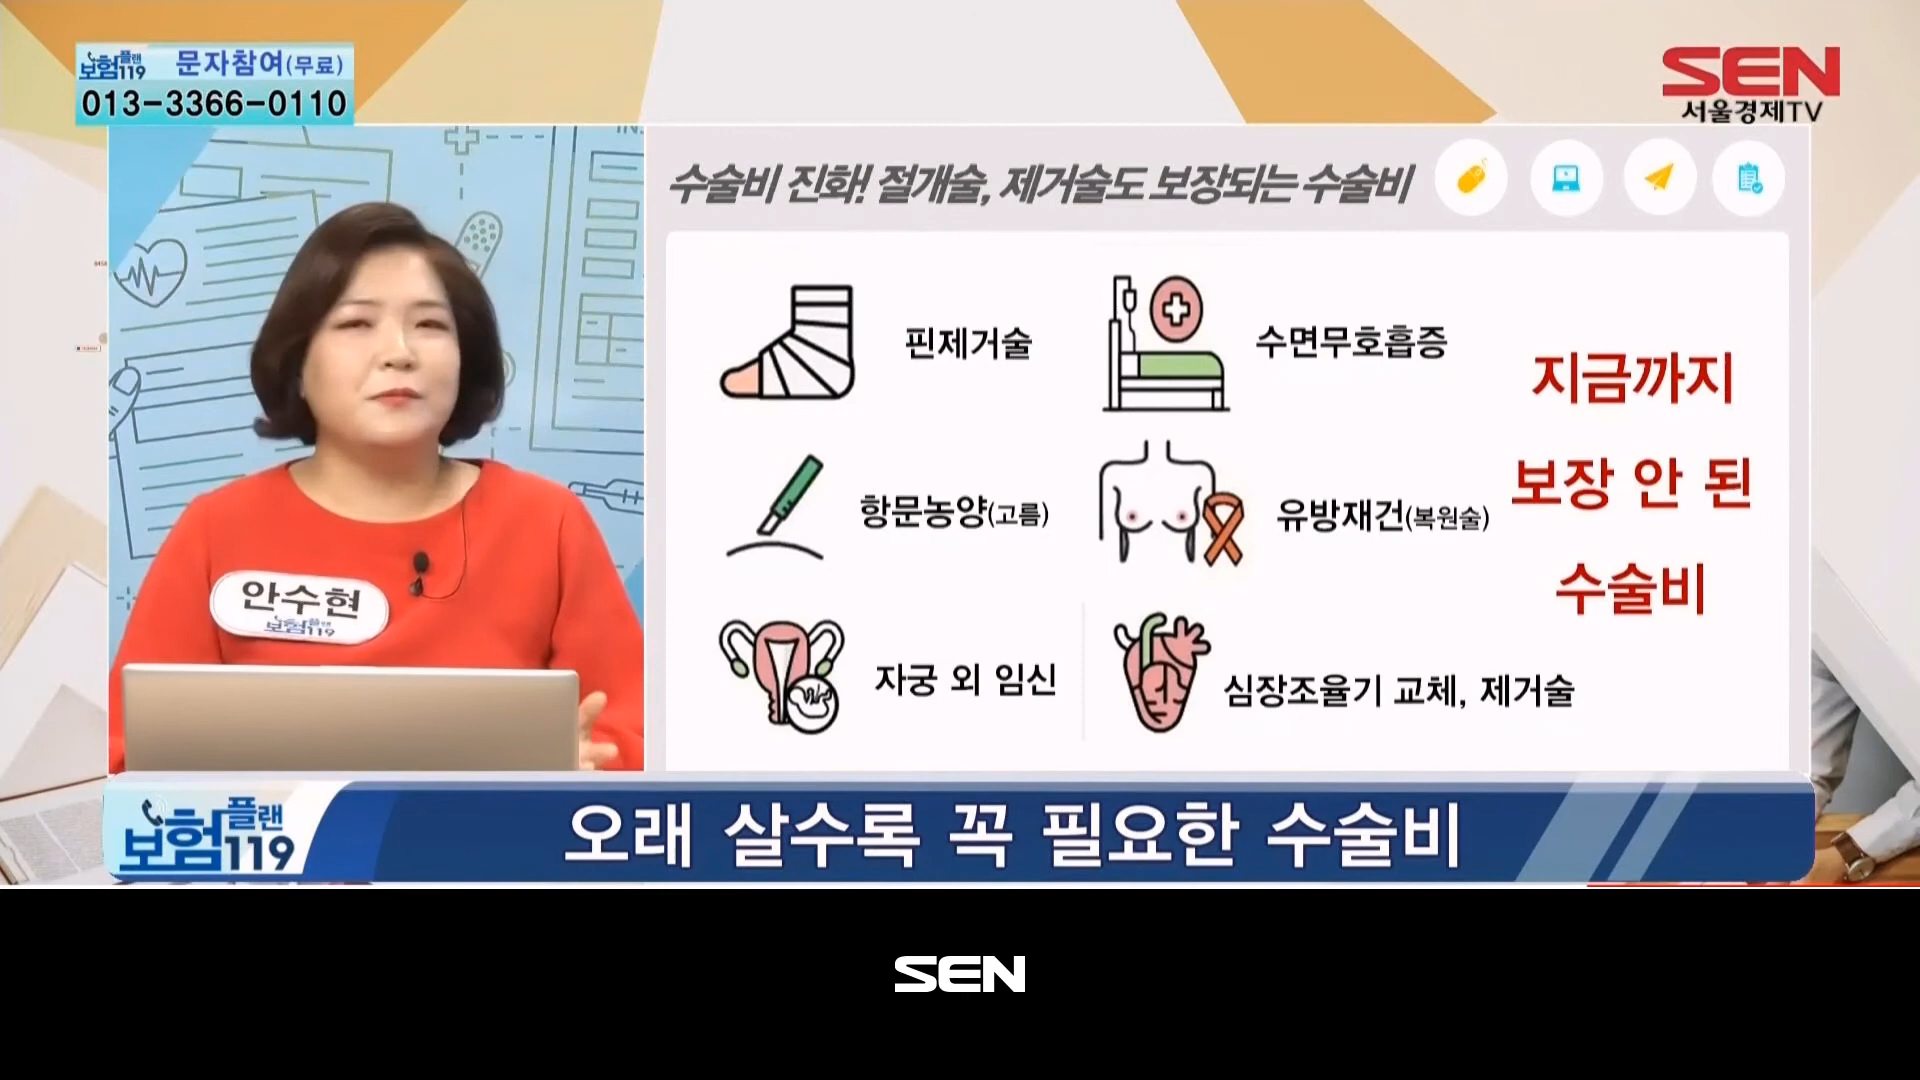 보험플랜119 문자참여(무료)
013-3366-0110
SEN
서울경제TV
수술비 진화! 절개술, 제거술도 보장되는 수술비
핀제거술
수면무호흡증
항문농양(고름)
유방재건(복원술)
자궁 외 임신
심장조율기 교체, 제거술
지금까지
보장 안 된
수술비
안수현
보험플랜119
보험플랜119
오래 살수록 꼭 필요한 수술비
SEN